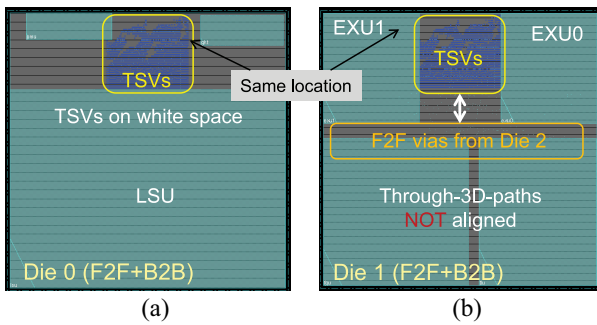 TSVs
TSVs on white space
LSU
Die 0 (F2F+B2B)
(a)
Same location
EXU1
EXU0
TSVs
F2F vias from Die 2
Through-3D-paths
NOT aligned
Die 1 (F2F+B2B)
(b)